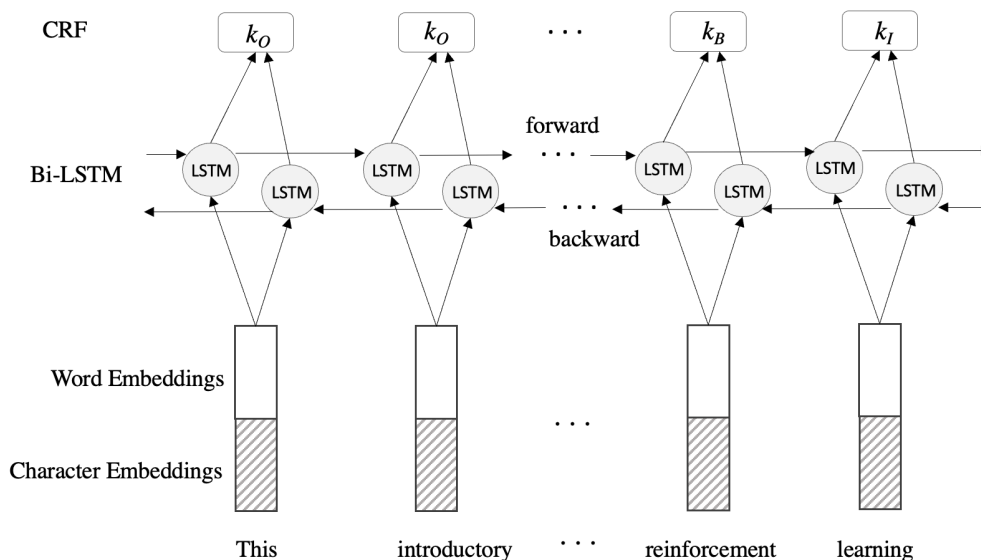 CRF k_O k_O . . . k_B k_I
forward
LSTM LSTM . . . LSTM LSTM
Bi-LSTM LSTM LSTM LSTM LSTM
. . .
backward
Word Embeddings
. . .
Character Embeddings
This introductory . . . reinforcement learning